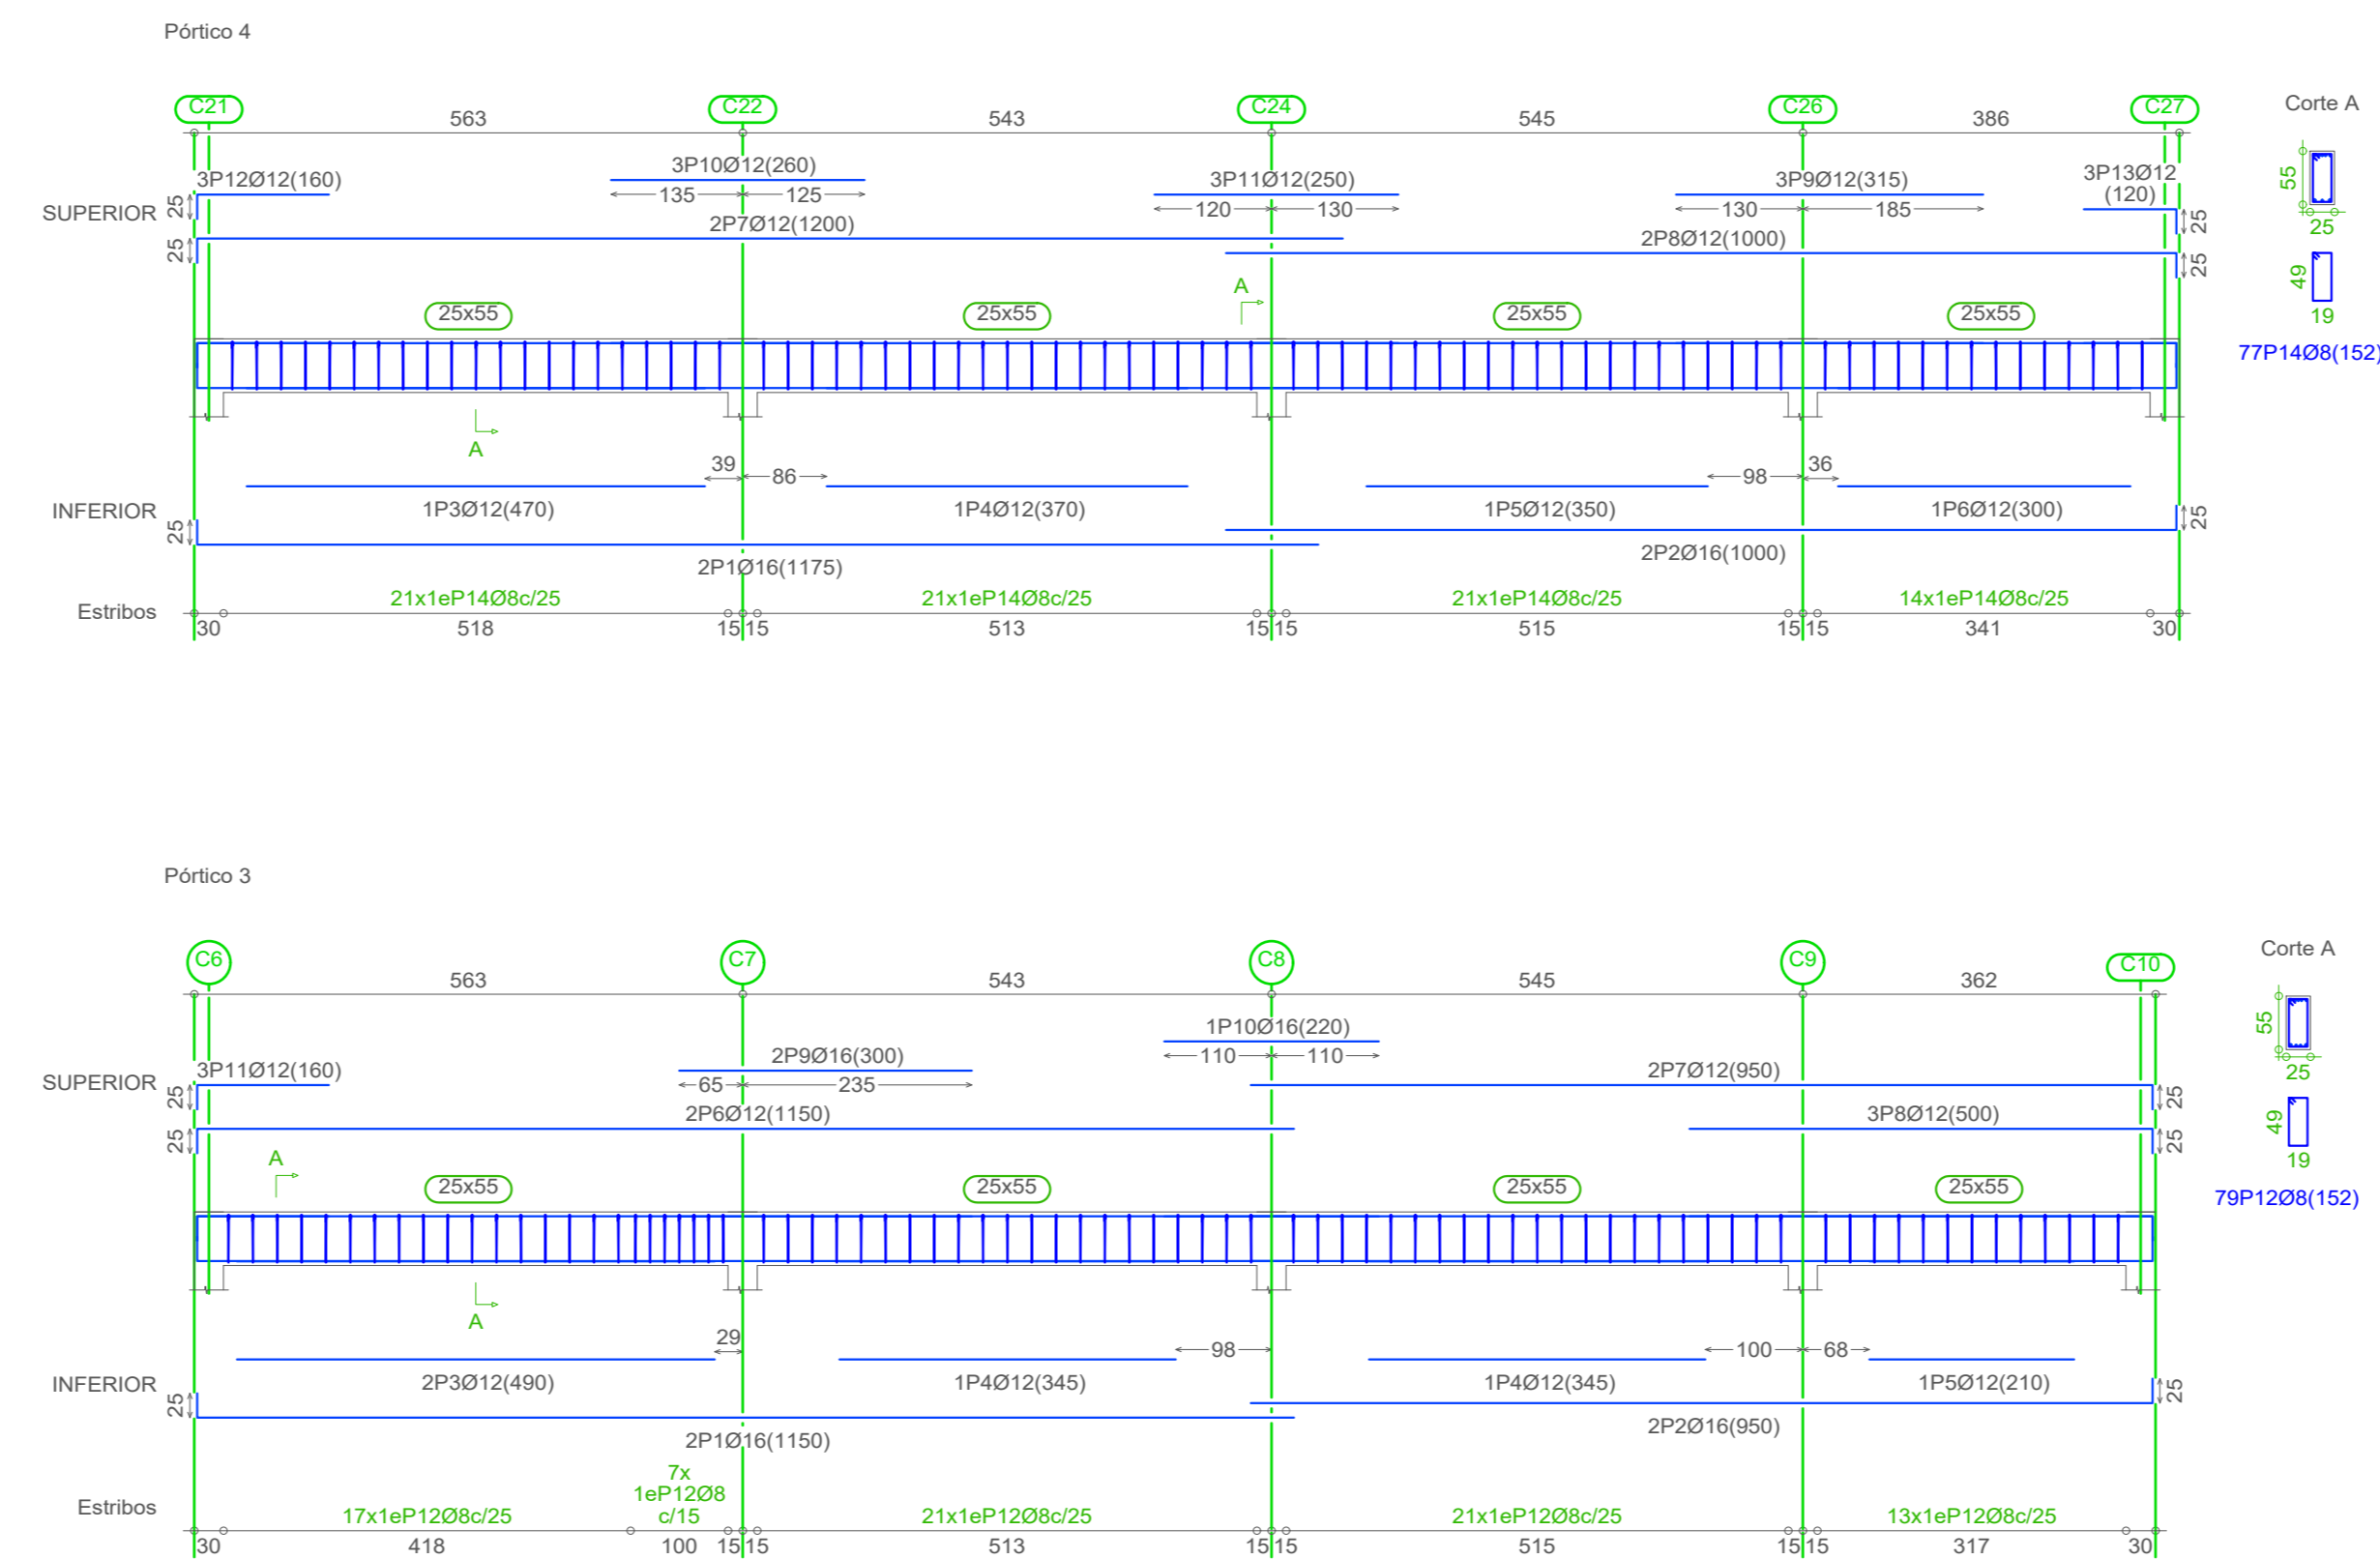 Pórtico 4
C21 C22 C24 C26 C27
Corte A
563 543 545 386
3P10Ø12(260)
3P12Ø12(160) 3P11Ø12(250) 3P9Ø12(315) 3P13Ø12
(120)
135 125 120 130 130 185
SUPERIOR 25 25
2P7Ø12(1200)
2P8Ø12(1000)
25 25
55
25
49
19
77P14Ø8(152)
A
25x55 25x55 25x55 25x55
A
39 86 98 36
INFERIOR 1P3Ø12(470) 1P4Ø12(370) 1P5Ø12(350) 1P6Ø12(300)
25 25
2P1Ø16(1175) 2P2Ø16(1000)
Estribos 21x1eP14Ø8c/25 21x1eP14Ø8c/25 21x1eP14Ø8c/25 14x1eP14Ø8c/25
30 518 15 15 513 15 15 515 15 15 341 30
Pórtico 3
C6 C7 C8 C9 C10
Corte A
563 543 545 362
1P10Ø16(220)
110 110
2P9Ø16(300)
3P11Ø12(160) 2P7Ø12(950)
65 235
SUPERIOR 25 25
2P6Ø12(1150) 3P8Ø12(500)
25 25
55
25
49
19
79P12Ø8(152)
A
25x55 25x55 25x55 25x55
A
29 98 100 68
INFERIOR 2P3Ø12(490) 1P4Ø12(345) 1P4Ø12(345) 1P5Ø12(210)
25 25
2P1Ø16(1150) 2P2Ø16(950)
7x
1eP12Ø8
c/15
Estribos 17x1eP12Ø8c/25 21x1eP12Ø8c/25 21x1eP12Ø8c/25 13x1eP12Ø8c/25
30 418 100 15 15 513 15 15 515 15 15 317 30